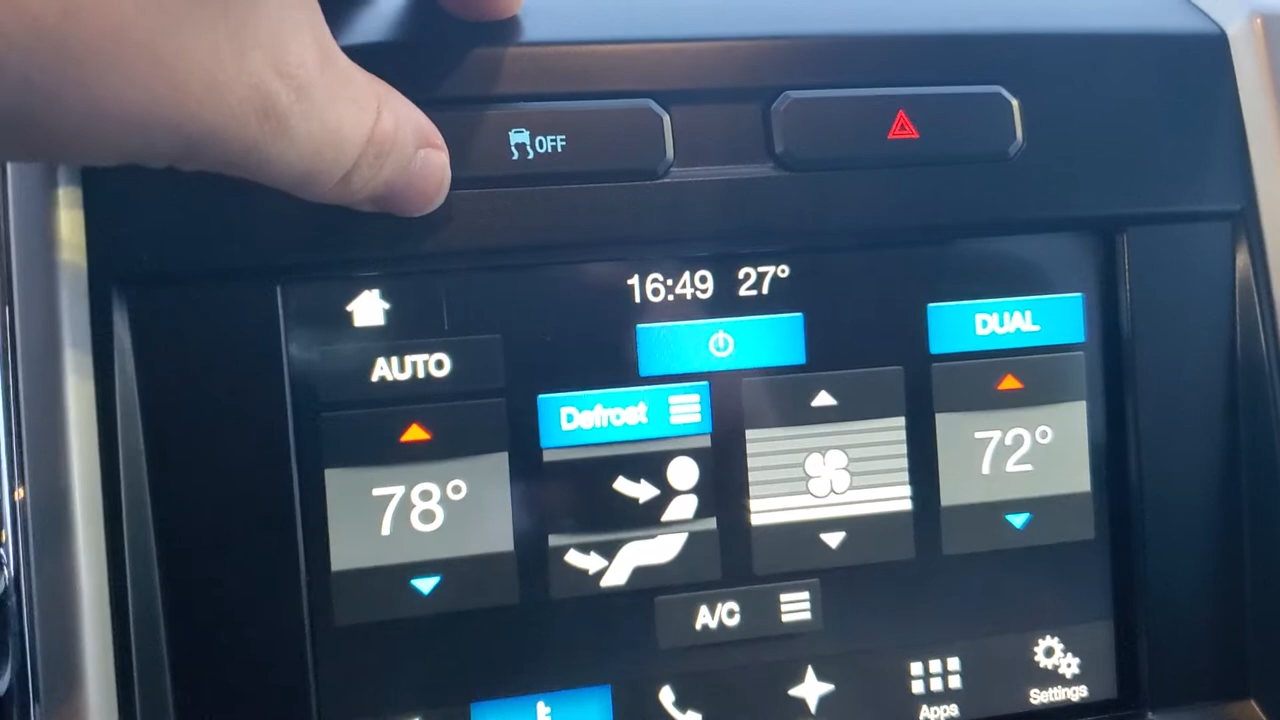 OFF
16:49 27°
AUTO
DUAL
Defrost
78°
72°
A/C
Apps
Settings